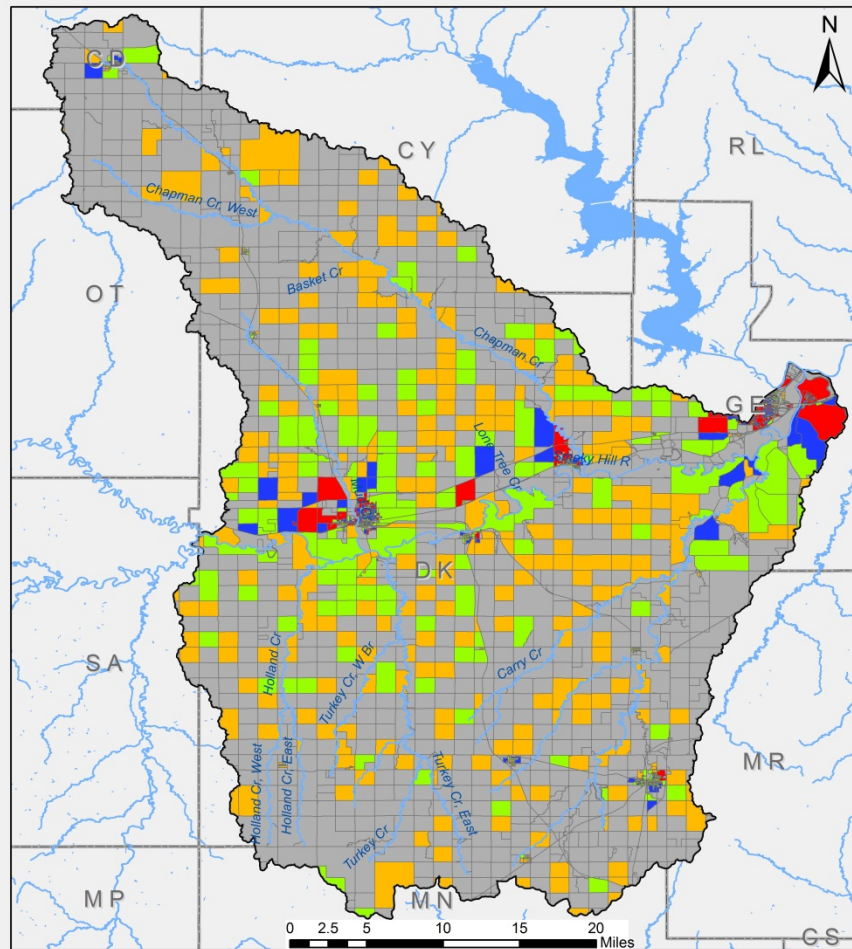 N
CD
CY
RL
Chapman Cr, West
OT
Basket Cr
Chapman Cr
GE
Lone Tree Cr
Hill R
DK
SA
Holland Cr
Turkey Cr, W Br
Carry Cr
MR
Holland Cr, West
Holland Cr, East
Turkey Cr, East
Turkey Cr
MP
MN
CS
0 2.5 5 10 15 20
Miles